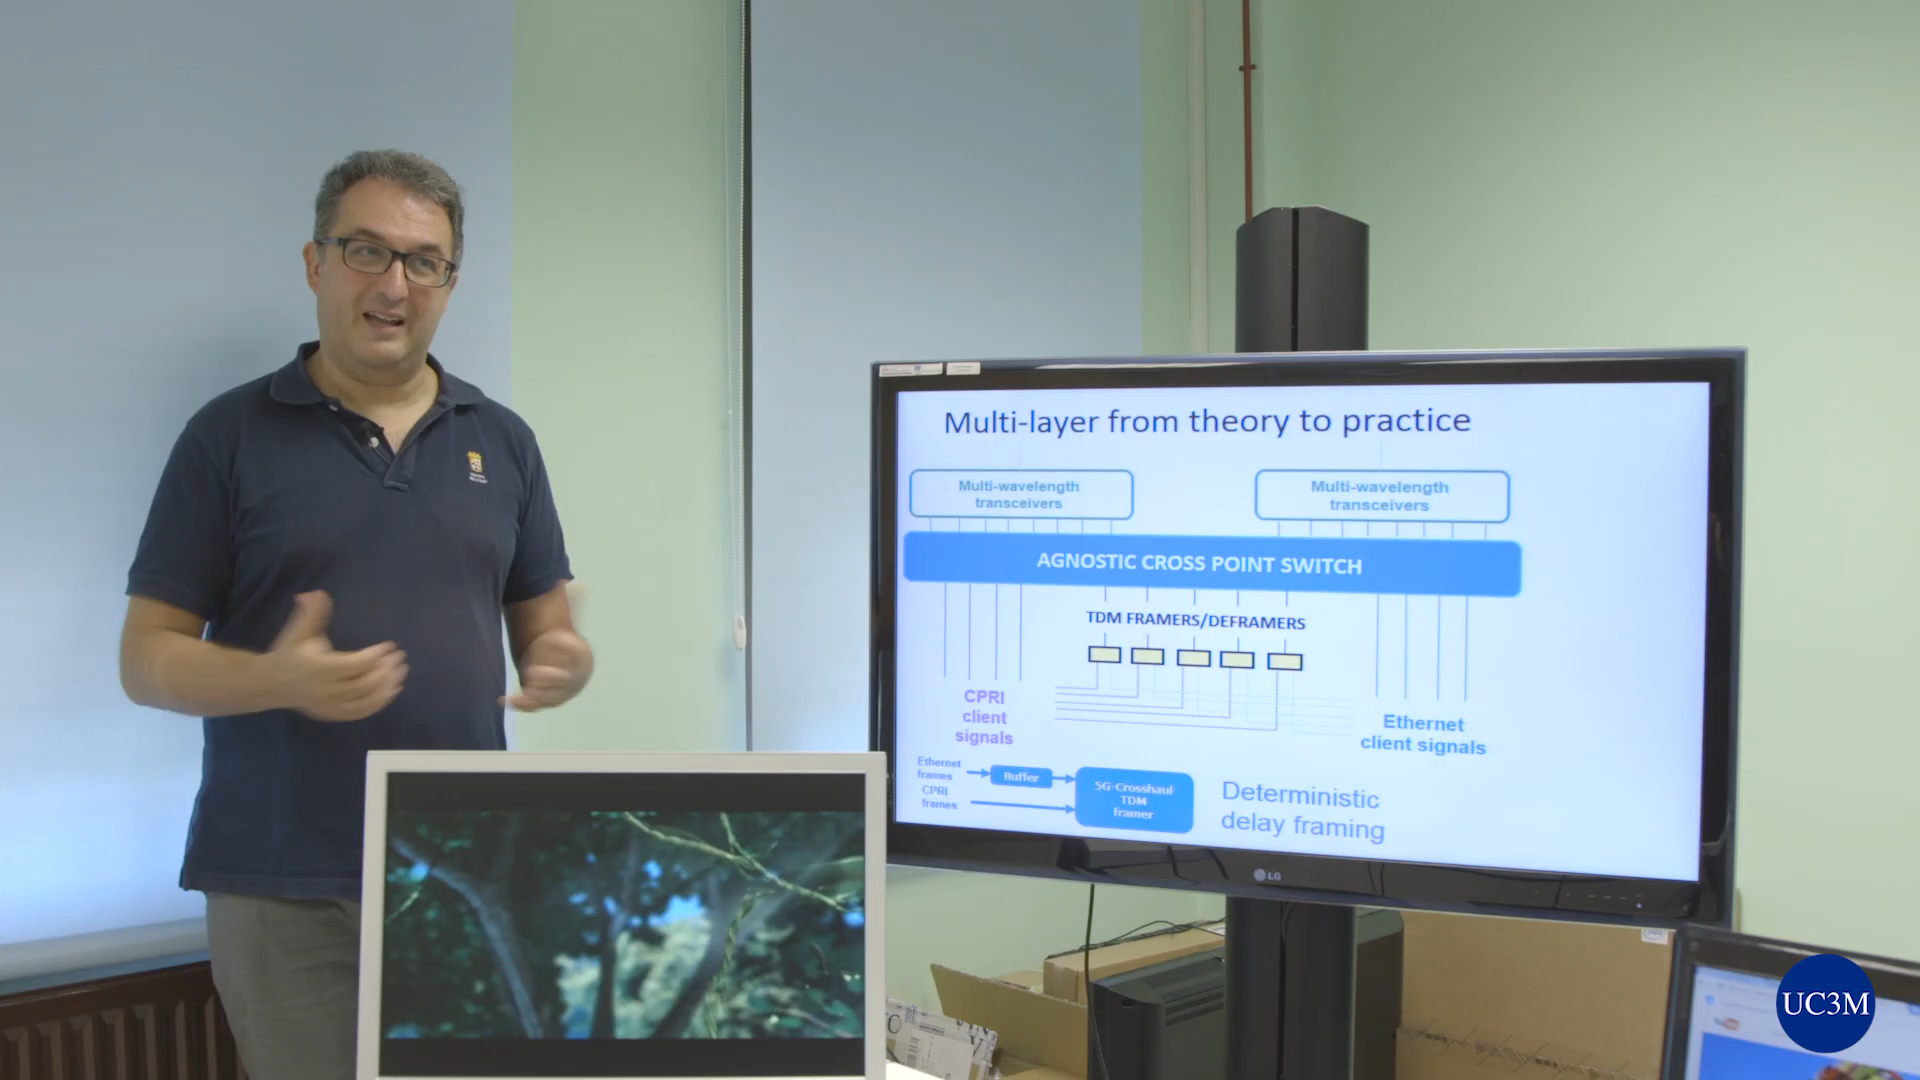 Multi-layer from theory to practice
Multi-wavelength
transceivers
Multi-wavelength
transceivers
AGNOSTIC CROSS POINT SWITCH
TDM FRAMERS/DEFRAMERS
CPRI
client
signals
Ethernet
client signals
Ethernet
frames
Buffer
CPRI
frames
5G-Crosshaul
TDM
framer
Deterministic
delay framing
LG
UC3M